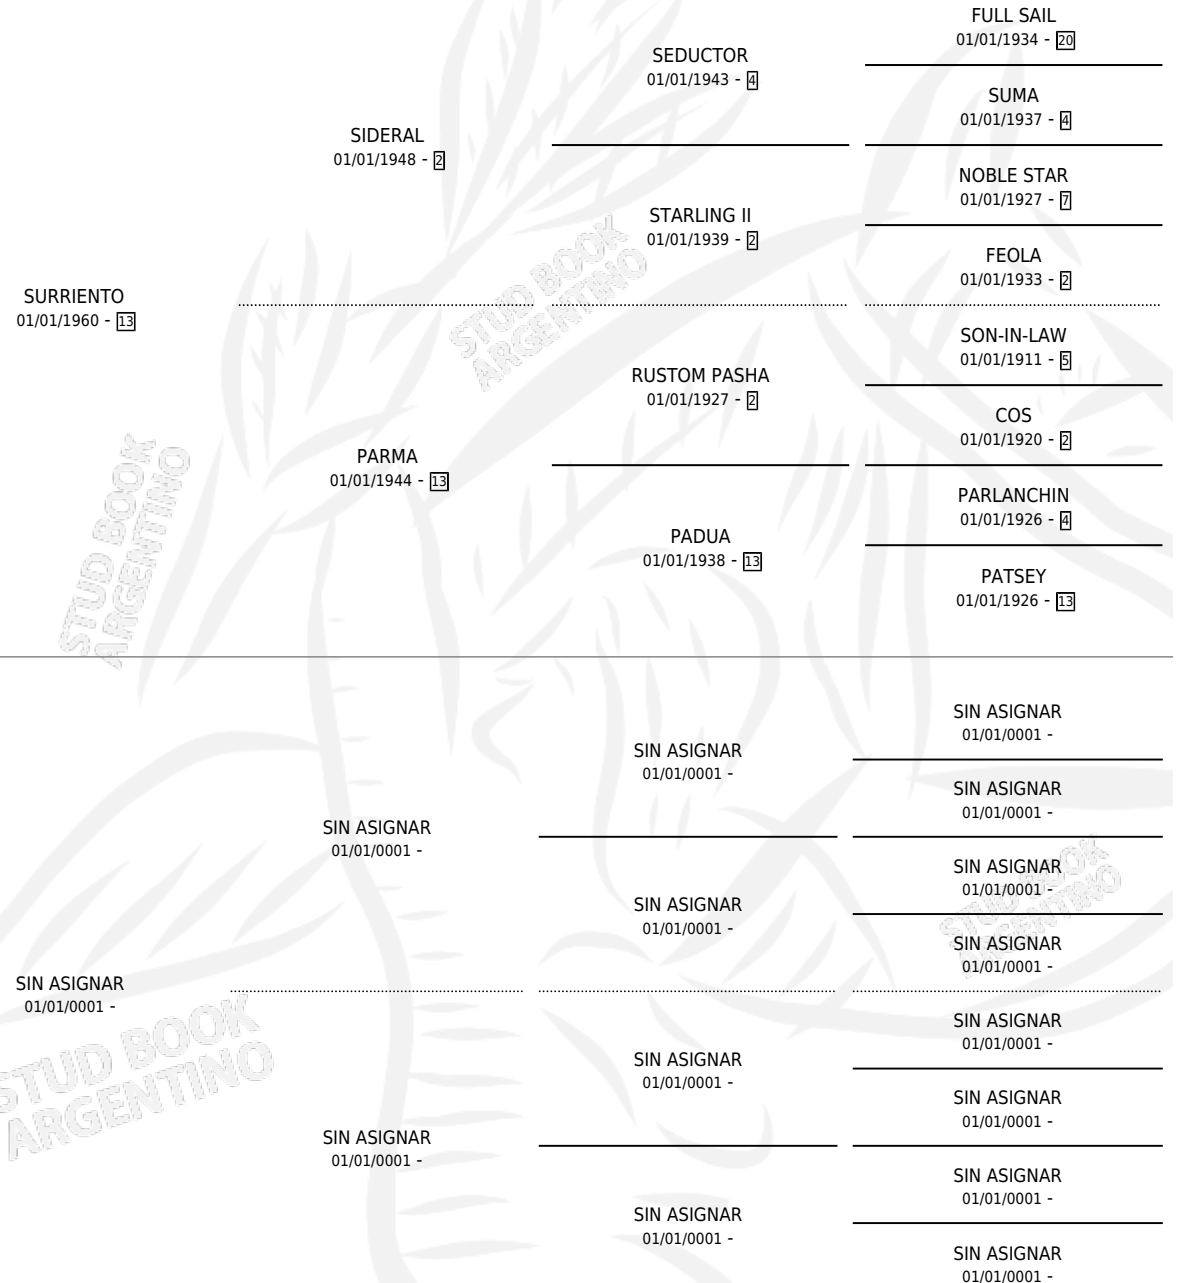 FULL SAIL
01/01/1934 - 20
SEDUCTOR
01/01/1943 - 4
SUMA
01/01/1937 - 4
SIDERAL
01/01/1948 - 2
NOBLE STAR
01/01/1927 - 7
STARLING II
01/01/1939 - 2
FEOLA
01/01/1933 - 2
SURRIENTO
01/01/1960 - 13
SON-IN-LAW
01/01/1911 - 5
RUSTOM PASHA
01/01/1927 - 2
COS
01/01/1920 - 2
PARMA
01/01/1944 - 13
PARLANCHIN
01/01/1926 - 4
PADUA
01/01/1938 - 13
PATSEY
01/01/1926 - 13
STUD BOOK
ARGENTINO
STUD BOOK
ARGENTINO
SIN ASIGNAR
01/01/0001 -
SIN ASIGNAR
01/01/0001 -
SIN ASIGNAR
01/01/0001 -
SIN ASIGNAR
01/01/0001 -
SIN ASIGNAR
01/01/0001 -
SIN ASIGNAR
01/01/0001 -
SIN ASIGNAR
01/01/0001 -
SIN ASIGNAR
01/01/0001 -
SIN ASIGNAR
01/01/0001 -
SIN ASIGNAR
01/01/0001 -
SIN ASIGNAR
01/01/0001 -
SIN ASIGNAR
01/01/0001 -
SIN ASIGNAR
01/01/0001 -
SIN ASIGNAR
01/01/0001 -
SIN ASIGNAR
01/01/0001 -
STUD BOOK
ARGENTINO
STUD BOOK
ARGENTINO